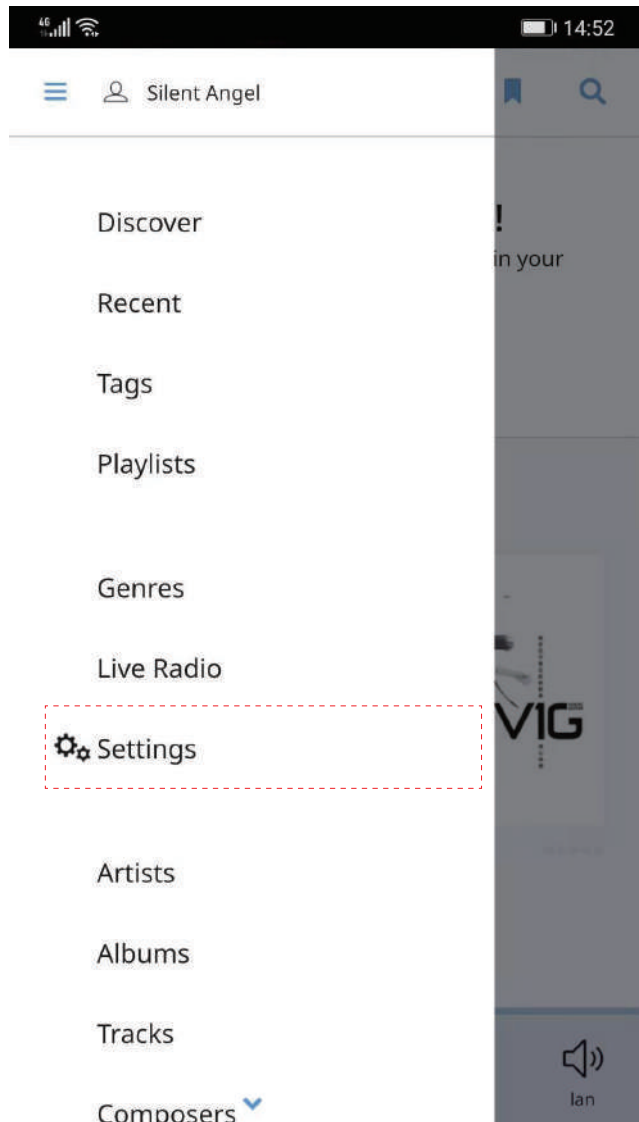 4G 14:52
Silent Angel
Discover
!
in your
Recent
Tags
Playlists
Genres
Live Radio
V1G
Settings
Artists
Albums
Tracks
Composers
lan